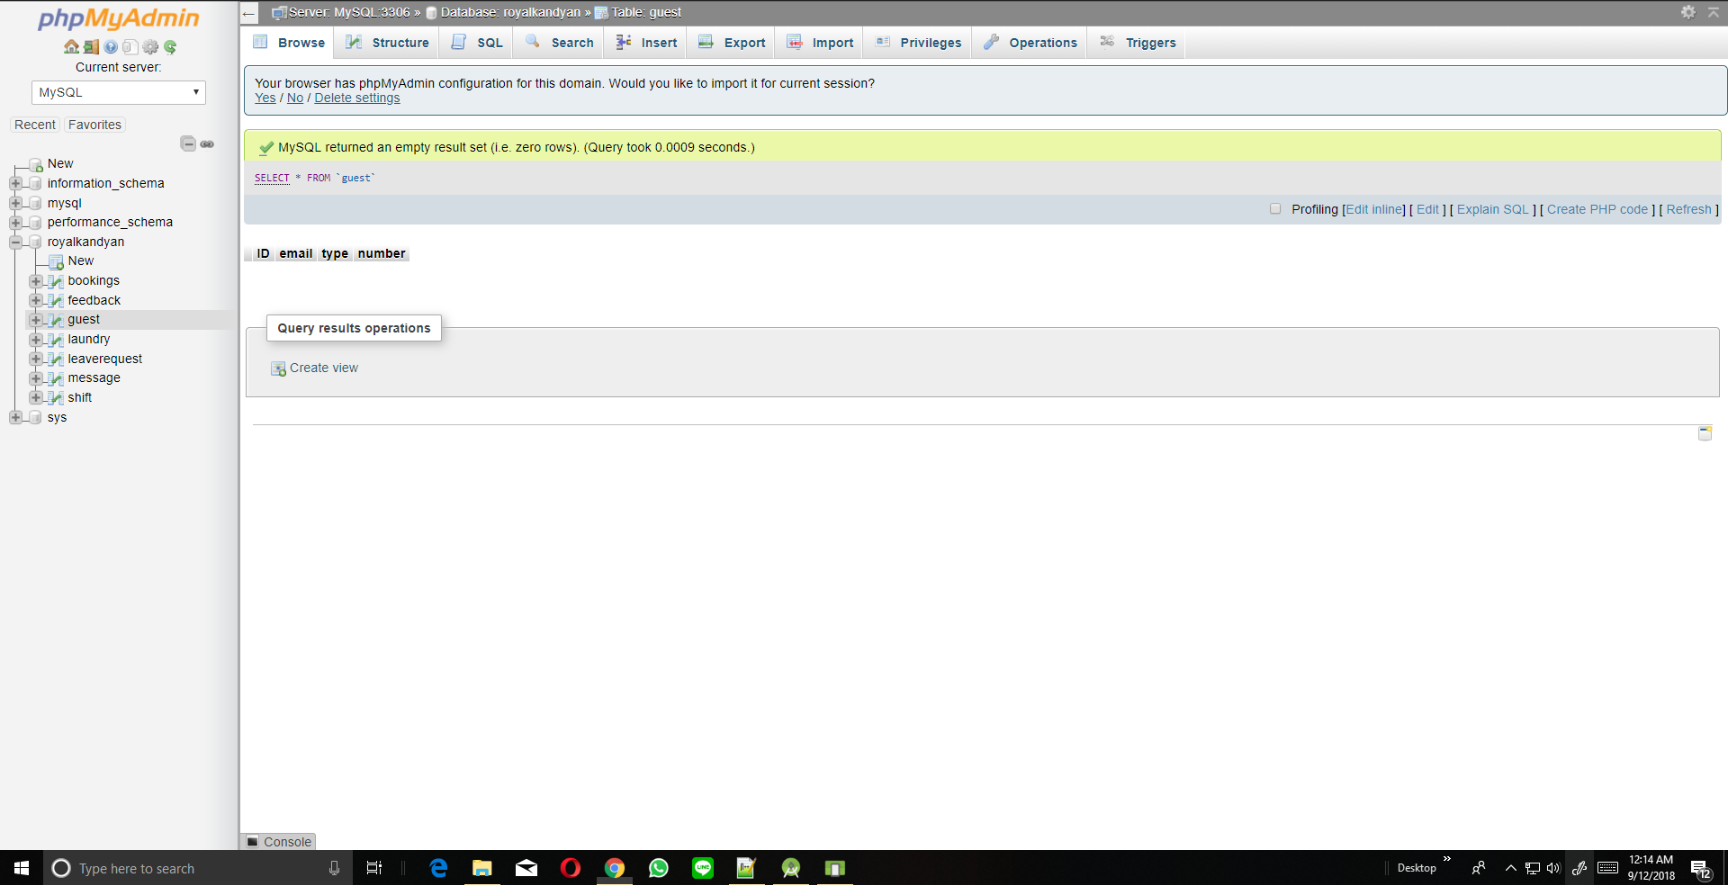 phpMyAdmin
Current server:
MySQL
Recent Favorites
New
information_schema
mysql
performance_schema
royalkandyan
New
bookings
feedback
guest
laundry
leaverequest
message
shift
sys
Server: MySQL:3306 » Database: royalkandyan » Table: guest
Browse Structure SQL Search Insert Export Import Privileges Operations Triggers
Your browser has phpMyAdmin configuration for this domain. Would you like to import it for current session?
Yes / No / Delete settings
MySQL returned an empty result set (i.e. zero rows). (Query took 0.0009 seconds.)
SELECT * FROM `guest`
Profiling [Edit inline] [ Edit ] [ Explain SQL ] [ Create PHP code ] [ Refresh ]
ID email type number
Query results operations
Create view
Console
Type here to search
Desktop
12:14 AM
9/12/2018
12